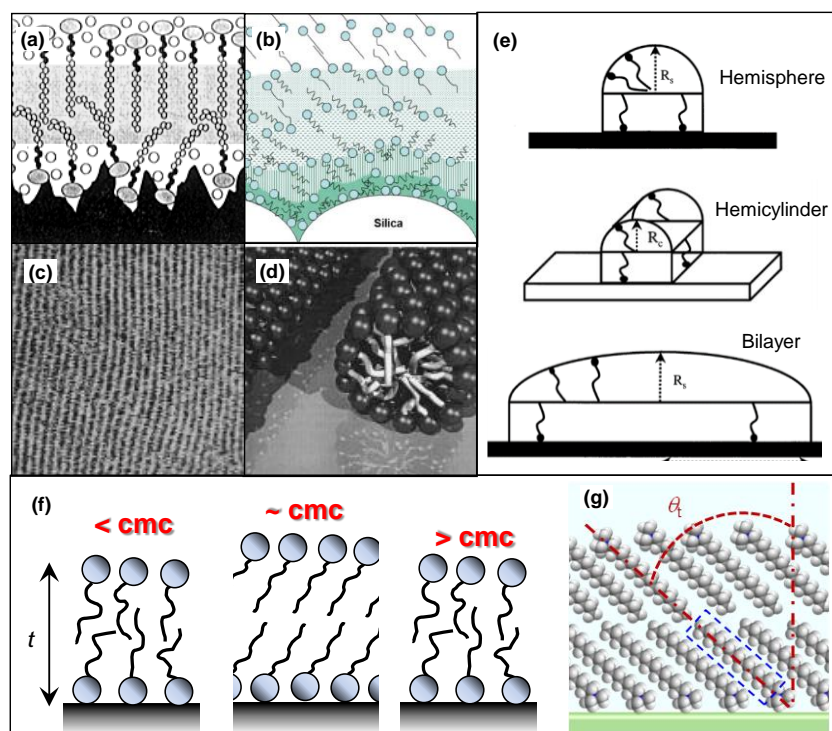 (a)
(b)
Silica
(c)
(d)
(e)
Hemisphere
Rs
Hemicylinder
Rc
Bilayer
Rs
(f)
< cmc
~ cmc
> cmc
t
(g)
θt